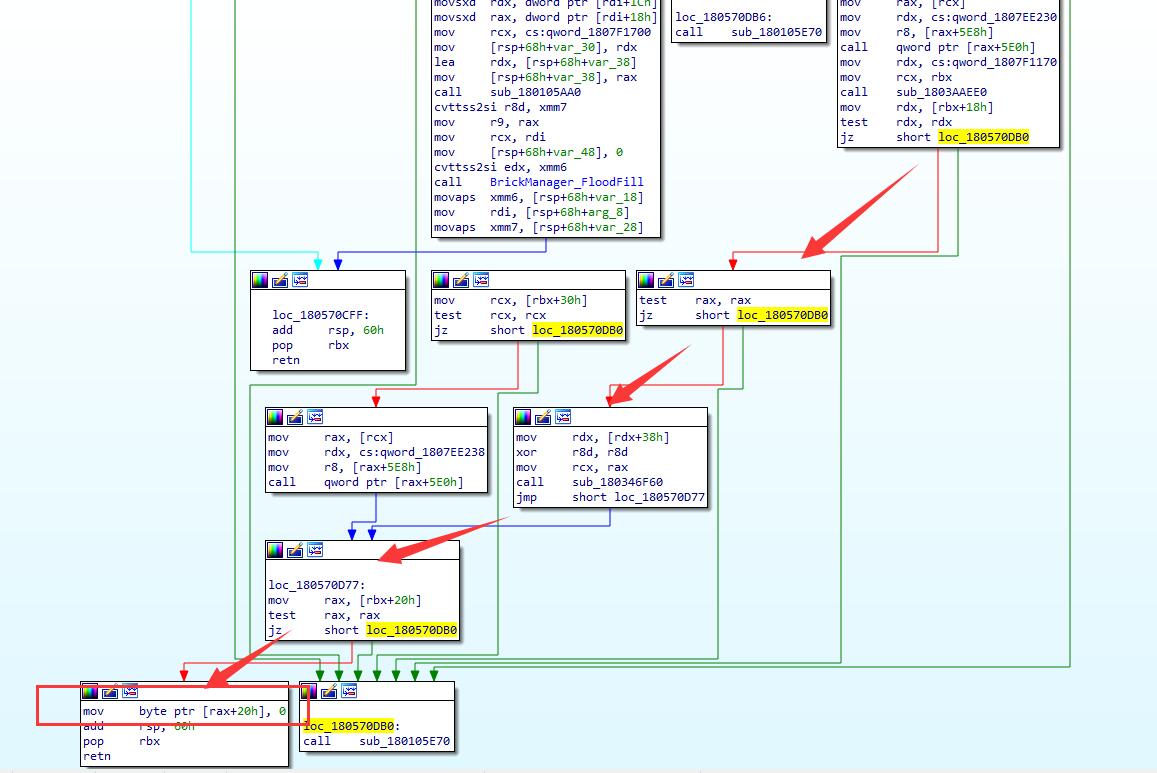 movsxd rdx, dword ptr [rdi+1Ch]
movsxd rax, dword ptr [rdi+18h]
mov rcx, cs:qword_1807F1700
mov [rsp+68h+var_30], rdx
lea rdx, [rsp+68h+var_38]
mov [rsp+68h+var_38], rax
call sub_180105AA0
cvttss2si r8d, xmm7
mov r9, rax
mov rcx, rdi
mov [rsp+68h+var_48], 0
cvttss2si edx, xmm6
call BrickManager_FloodFill
movaps xmm6, [rsp+68h+var_18]
mov rdi, [rsp+68h+arg_8]
movaps xmm7, [rsp+68h+var_28]
loc_180570DB6:
call sub_180105E70
mov rax, [rcx]
mov rdx, cs:qword_1807EE230
mov r8, [rax+5E8h]
call qword ptr [rax+5E0h]
mov rdx, cs:qword_1807F1170
mov rcx, rbx
call sub_1803AAEE0
mov rdx, [rbx+18h]
test rdx, rdx
jz short loc_180570DB0
loc_180570CFF:
add rsp, 60h
pop rbx
retn
mov rcx, [rbx+30h]
test rcx, rcx
jz short loc_180570DB0
test rax, rax
jz short loc_180570DB0
mov rax, [rcx]
mov rdx, cs:qword_1807EE238
mov r8, [rax+5E8h]
call qword ptr [rax+5E0h]
mov rdx, [rdx+38h]
xor r8d, r8d
mov rcx, rax
call sub_180346F60
jmp short loc_180570D77
loc_180570D77:
mov rax, [rbx+20h]
test rax, rax
jz short loc_180570DB0
mov byte ptr [rax+20h], 0
add rsp, 60h
pop rbx
retn
loc_180570DB0:
call sub_180105E70